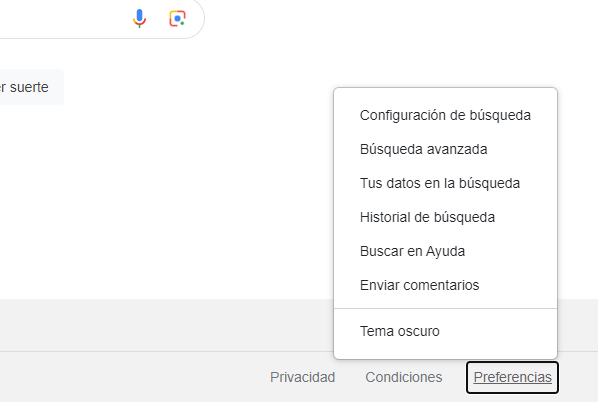 r suerte
Configuración de búsqueda
Búsqueda avanzada
Tus datos en la búsqueda
Historial de búsqueda
Buscar en Ayuda
Enviar comentarios
Tema oscuro
Privacidad Condiciones Preferencias